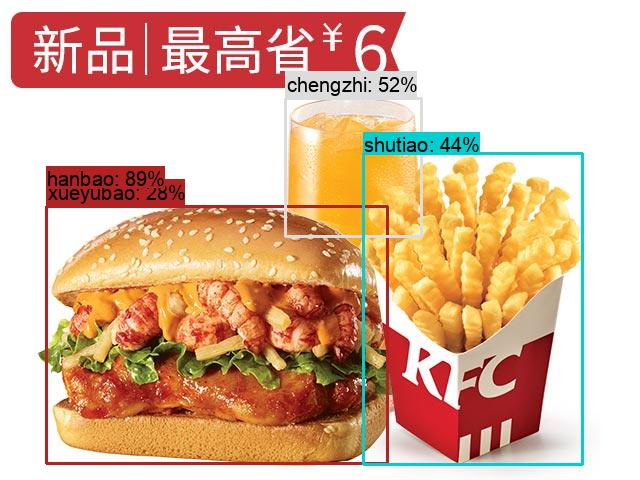 新品|最高省¥6
chengzhi: 52%
shutiao: 44%
hanbao: 89%
xueyubao: 28%
KFC